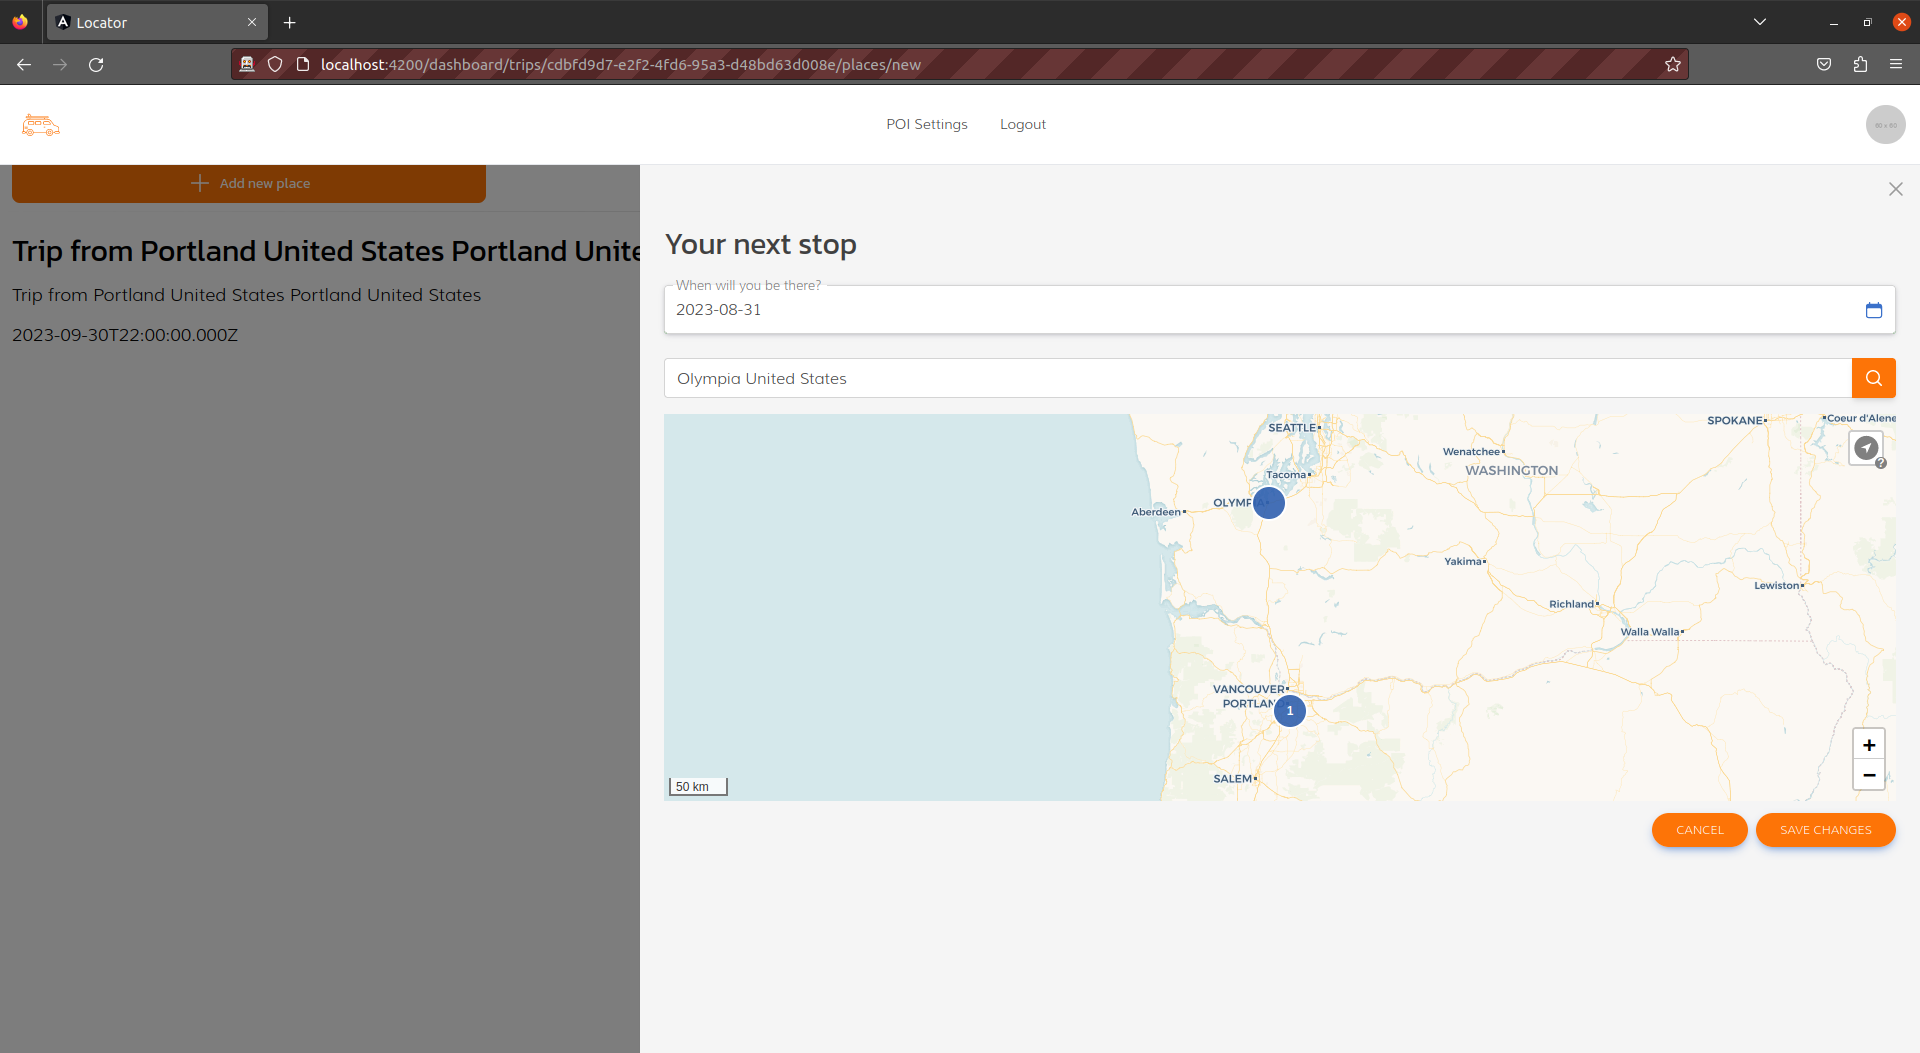 Locator
localhost:4200/dashboard/trips/cdbfd9d7-e2f2-4fd6-95a3-d48bd63d008e/places/new
POI Settings
Logout
Add new place
Trip from Portland United States Portland Unite
Trip from Portland United States Portland United States
2023-09-30T22:00:00.000Z
Your next stop
When will you be there?
2023-08-31
Olympia United States
SEATTLE
SPOKANE
Coeur d'Alene
Wenatchee
WASHINGTON
?
Tacoma
OLYMP
Aberdeen
Yakima
Lewiston
Richland
Walla Walla
VANCOUVER
PORTLAN
1
SALEM
+
−
50 km
CANCEL
SAVE CHANGES